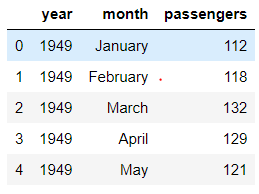 year month passengers
0 1949 January 112
1 1949 February 118
2 1949 March 132
3 1949 April 129
4 1949 May 121